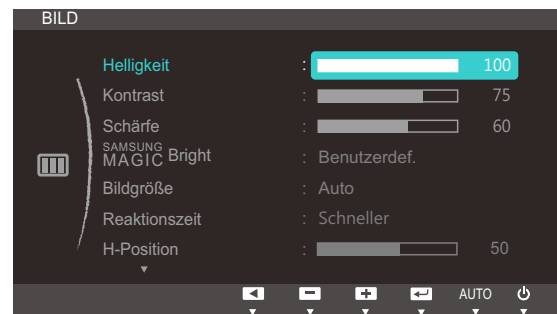 BILD
Helligkeit : 100
Kontrast : 75
Schärfe : 60
SAMSUNG MAGIC Bright : Benutzerdef.
Bildgröße : Auto
Reaktionszeit : Schneller
H-Position : 50
AUTO